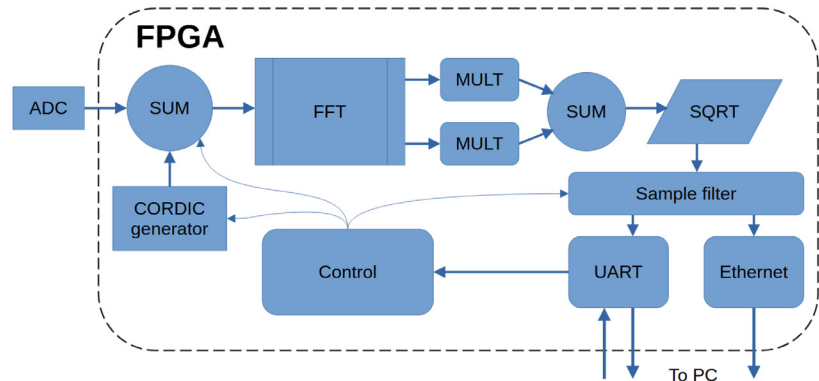 FPGA
ADC
SUM
FFT
MULT
MULT
SUM
SQRT
CORDIC
generator
Sample filter
Control
UART
Ethernet
To PC